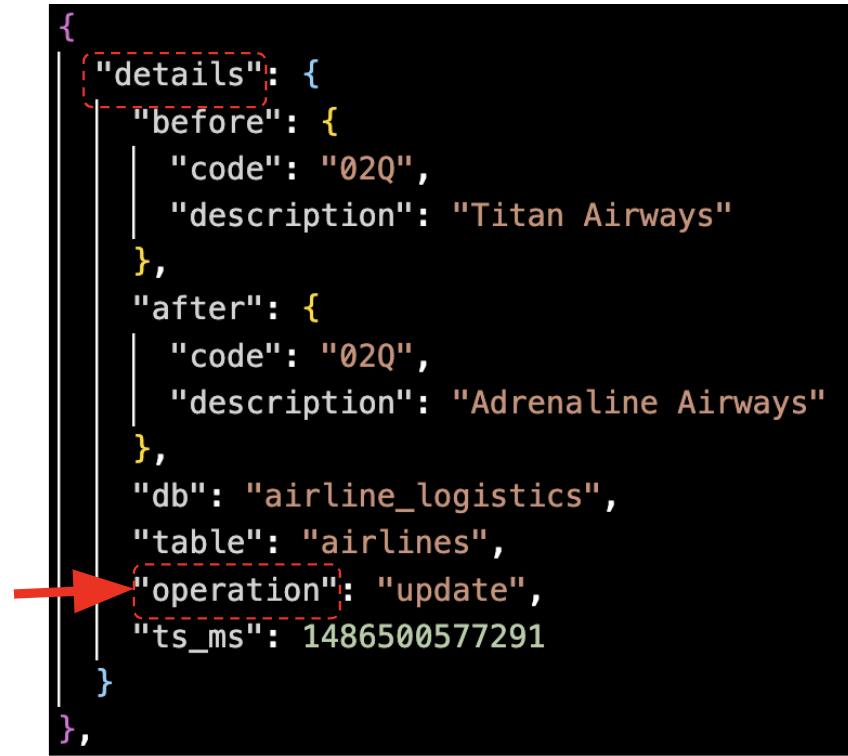 {
"details": {
"before": {
"code": "02Q",
"description": "Titan Airways"
},
"after": {
"code": "02Q",
"description": "Adrenaline Airways"
},
"db": "airline_logistics",
"table": "airlines",
"operation": "update",
"ts_ms": 1486500577291
}
},